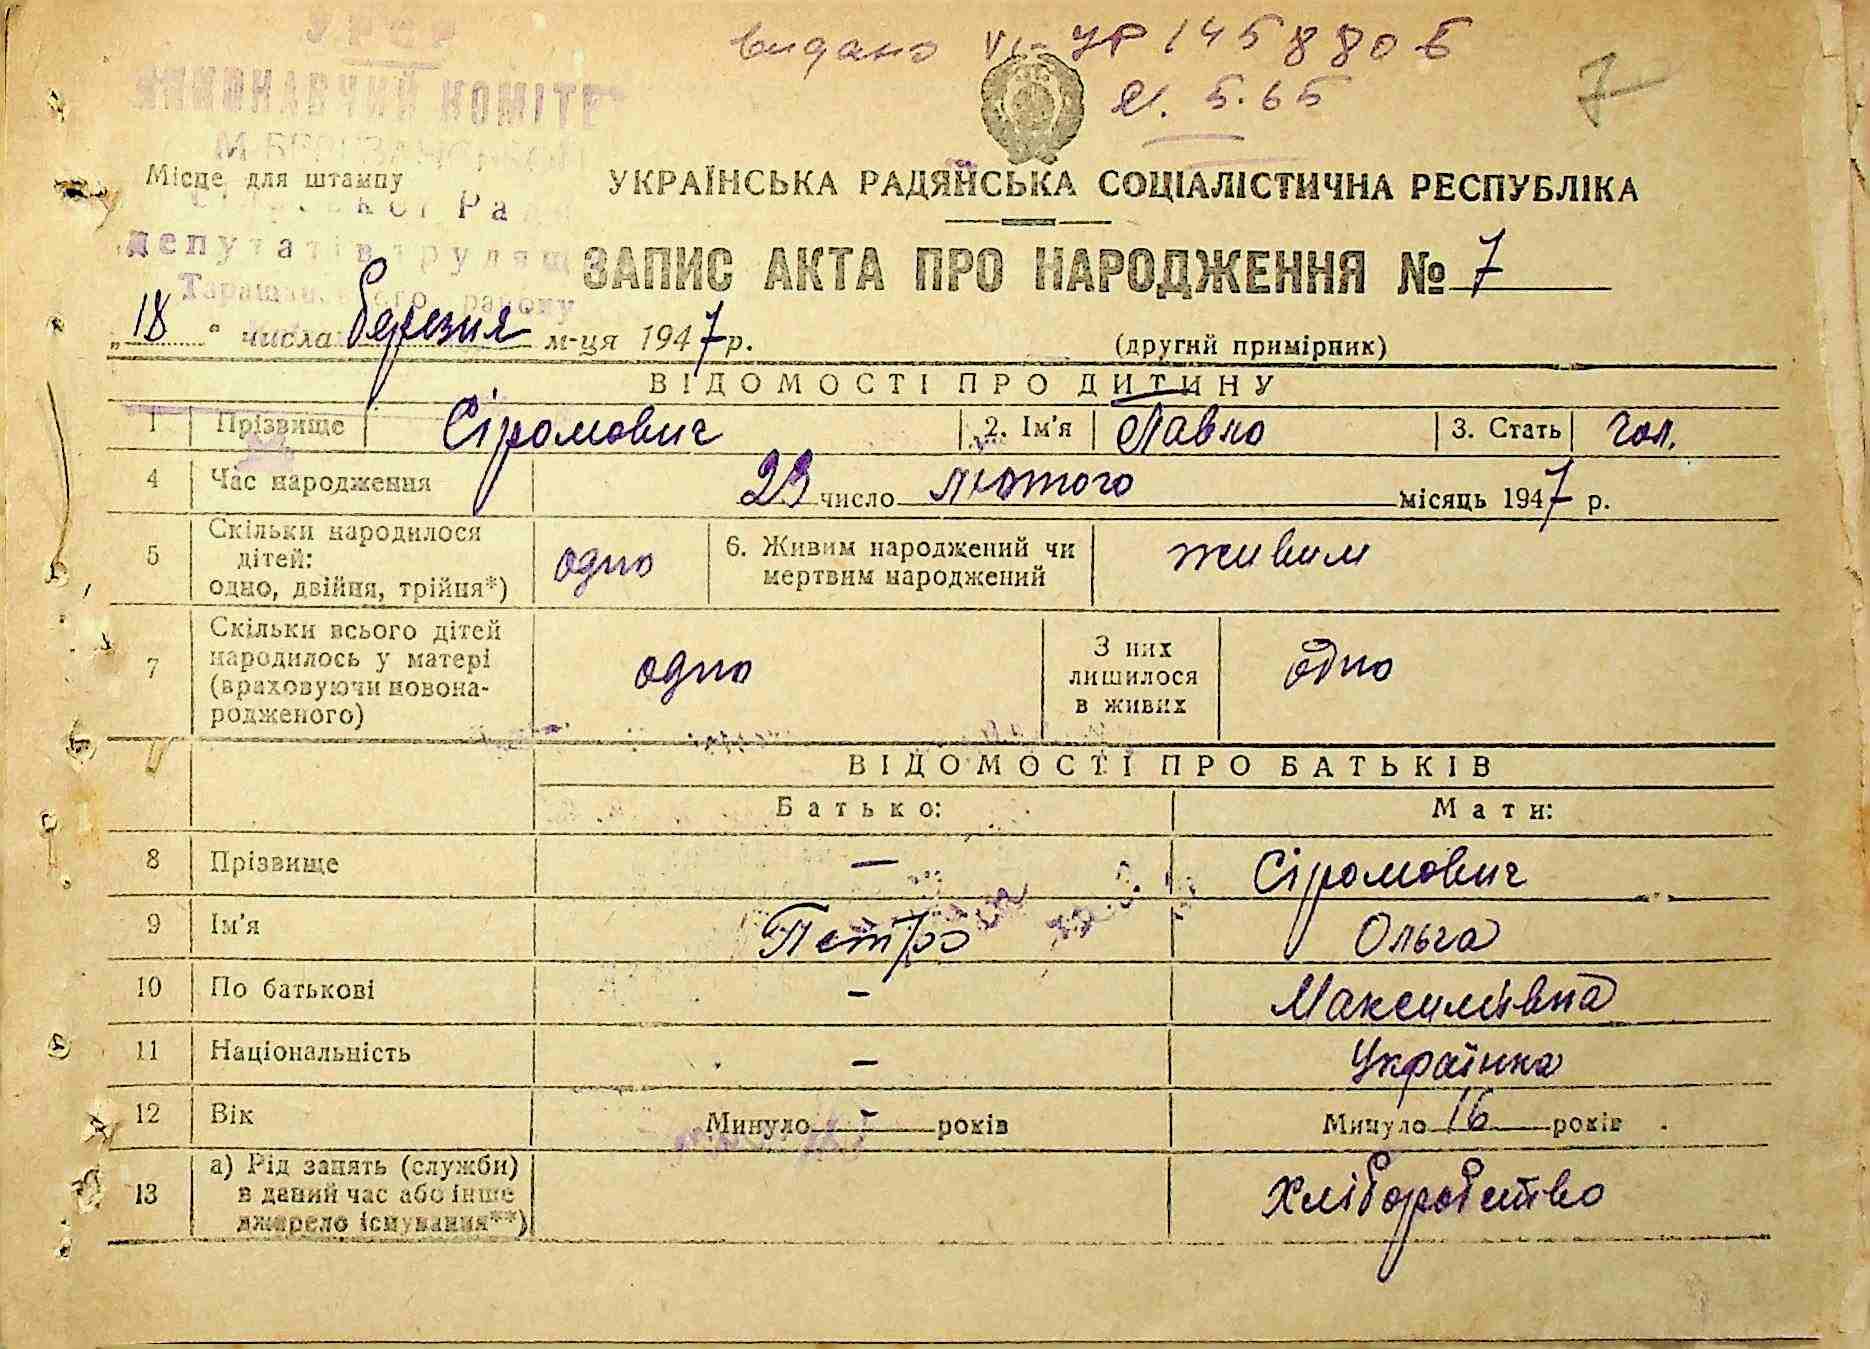 УРСР
видано VI-УР 145880 Б
21. 5. 65
7
ВИКОНАВЧИЙ КОМІТЕТ
Місце для штампу
УКРАЇНСЬКА РАДЯНСЬКА СОЦІАЛІСТИЧНА РЕСПУБЛІКА
депутатів трудящ
ЗАПИС АКТА ПРО НАРОДЖЕННЯ № 7
Таращанського району
„18" числа березня м-ця 1947 р.
(другий примірник)
ВІДОМОСТІ ПРО ДИТИНУ
1 Прізвище Сіромович 2. Ім'я Павло 3. Стать чол.
4 Час народження 23 число лютого місяць 1947 р.
5 Скільки народилося дітей: одно, двійня, трійня*) одно 6. Живим народжений чи мертвим народжений живим
7 Скільки всього дітей народилось у матері (враховуючи новонародженого) одно З них лишилося в живих одно
ВІДОМОСТІ ПРО БАТЬКІВ
Батько: Мати:
8 Прізвище — Сіромович
9 Ім'я Петро Ольга
10 По батькові - Максимівна
11 Національність - Українка
12 Вік Минуло - років Минуло 16 років
13 а) Рід занять (служби) в даний час або інше джерело існування**) Хліборобство